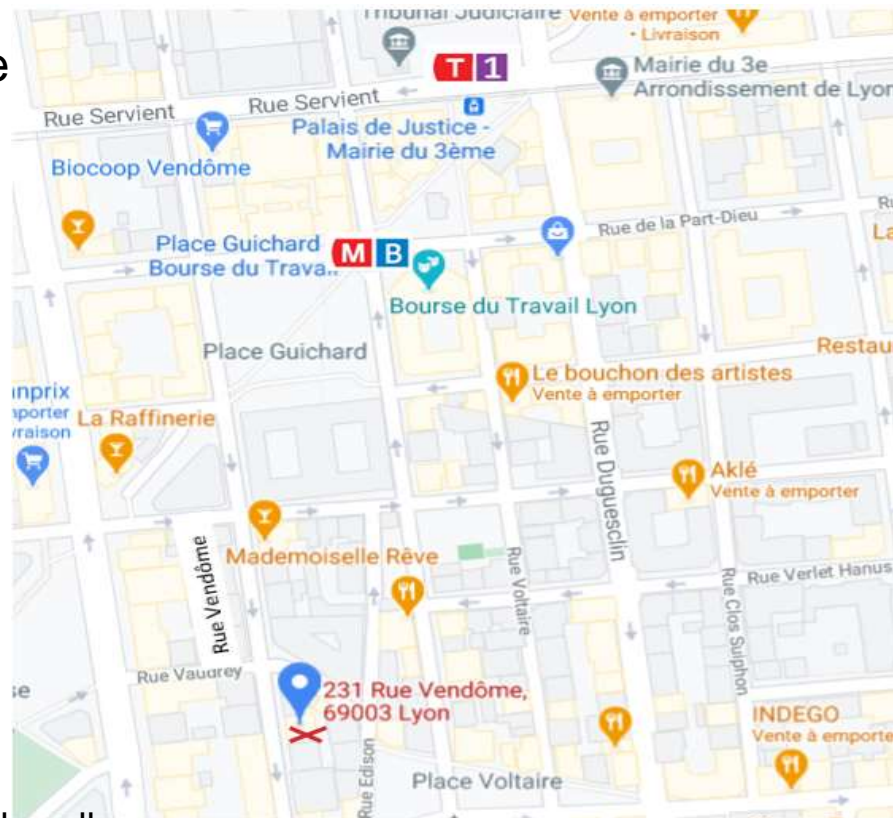 Tribunal Judiciaire
Vente à emporter
· Livraison
T 1
Mairie du 3e
Arrondissement de Lyon
Rue Servient
Rue Servient
Palais de Justice -
Mairie du 3ème
Biocoop Vendôme
Rue de la Part-Dieu
Place Guichard
Bourse du Travail
M B
La
Bourse du Travail Lyon
Place Guichard
Restau
Le bouchon des artistes
Vente à emporter
La Raffinerie
Rue Duguesclin
Aklé
Vente à emporter
Mademoiselle Rêve
Rue Vendôme
Rue Voltaire
Rue Verlet Hanus
Rue Clos Suiphon
Rue Vaudrey
231 Rue Vendôme,
69003 Lyon
INDEGO
Vente à emporte
Rue Edison
Place Voltaire